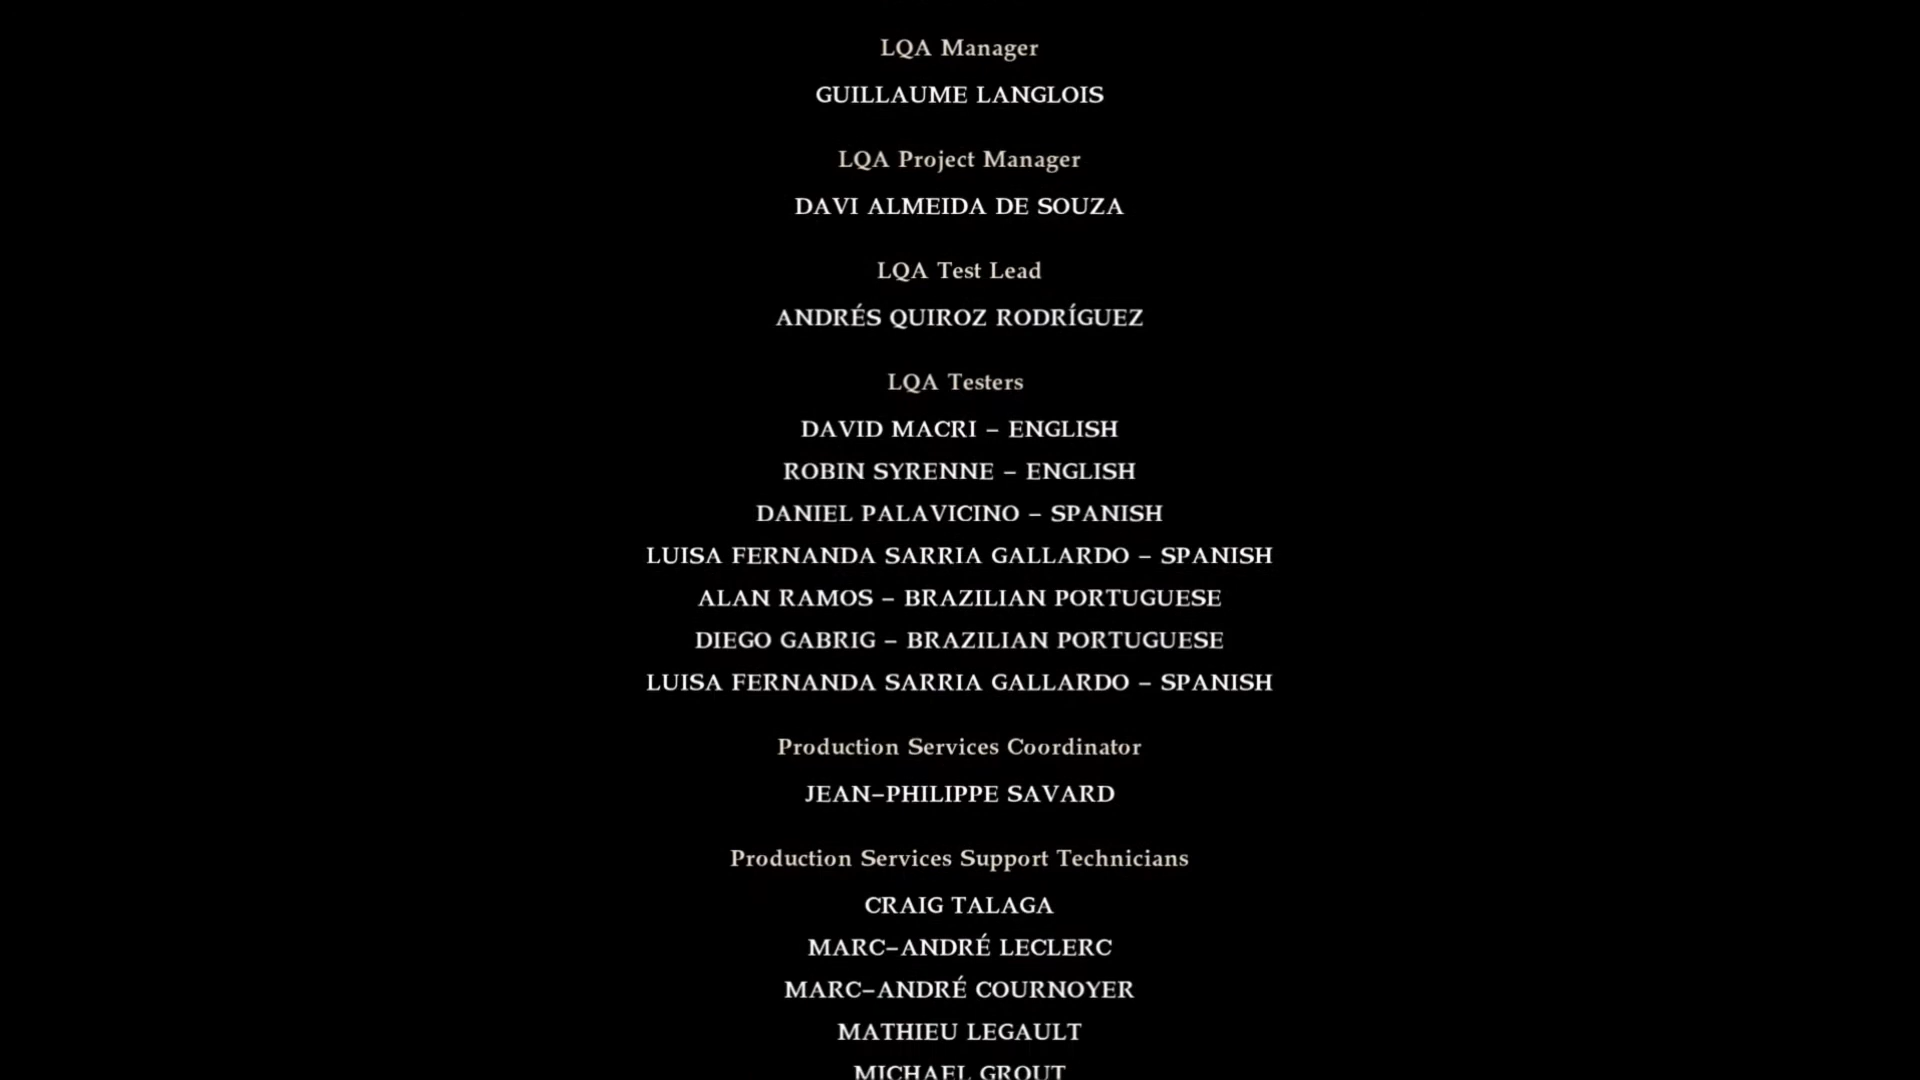 LQA Manager
GUILLAUME LANGLOIS
LQA Project Manager
DAVI ALMEIDA DE SOUZA
LQA Test Lead
ANDRÉS QUIROZ RODRÍGUEZ
LQA Testers
DAVID MACRI – ENGLISH
ROBIN SYRENNE – ENGLISH
DANIEL PALAVICINO – SPANISH
LUISA FERNANDA SARRIA GALLARDO – SPANISH
ALAN RAMOS – BRAZILIAN PORTUGUESE
DIEGO GABRIG – BRAZILIAN PORTUGUESE
LUISA FERNANDA SARRIA GALLARDO – SPANISH
Production Services Coordinator
JEAN–PHILIPPE SAVARD
Production Services Support Technicians
CRAIG TALAGA
MARC–ANDRÉ LECLERC
MARC–ANDRÉ COURNOYER
MATHIEU LEGAULT
MICHAEL GROUT